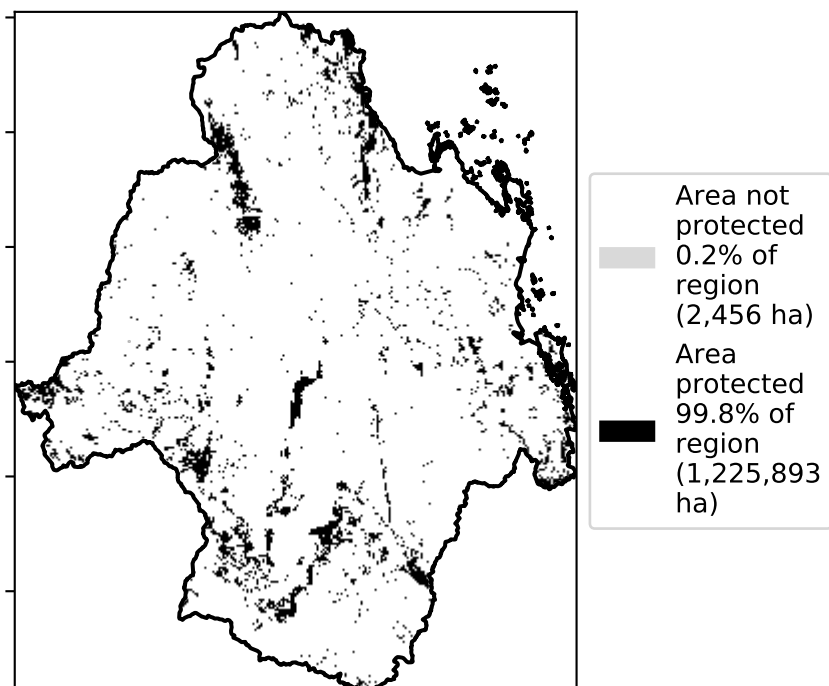 Area not
protected
0.2% of
region
(2,456 ha)
Area
protected
99.8% of
region
(1,225,893
ha)